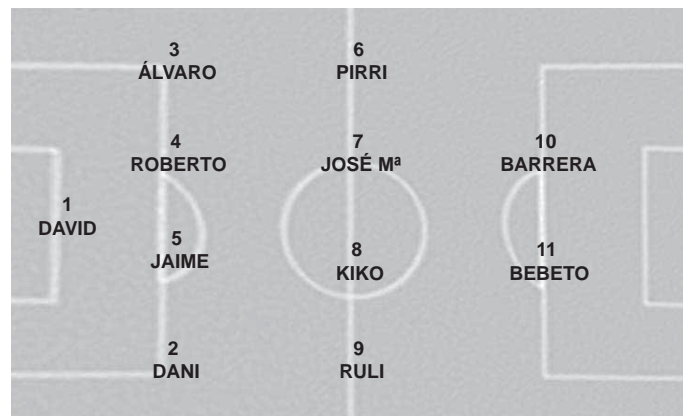 3
ÁLVARO
6
PIRRI
4
ROBERTO
7
JOSÉ Mª
10
BARRERA
1
DAVID
5
JAIME
8
KIKO
11
BEBETO
2
DANI
9
RULI